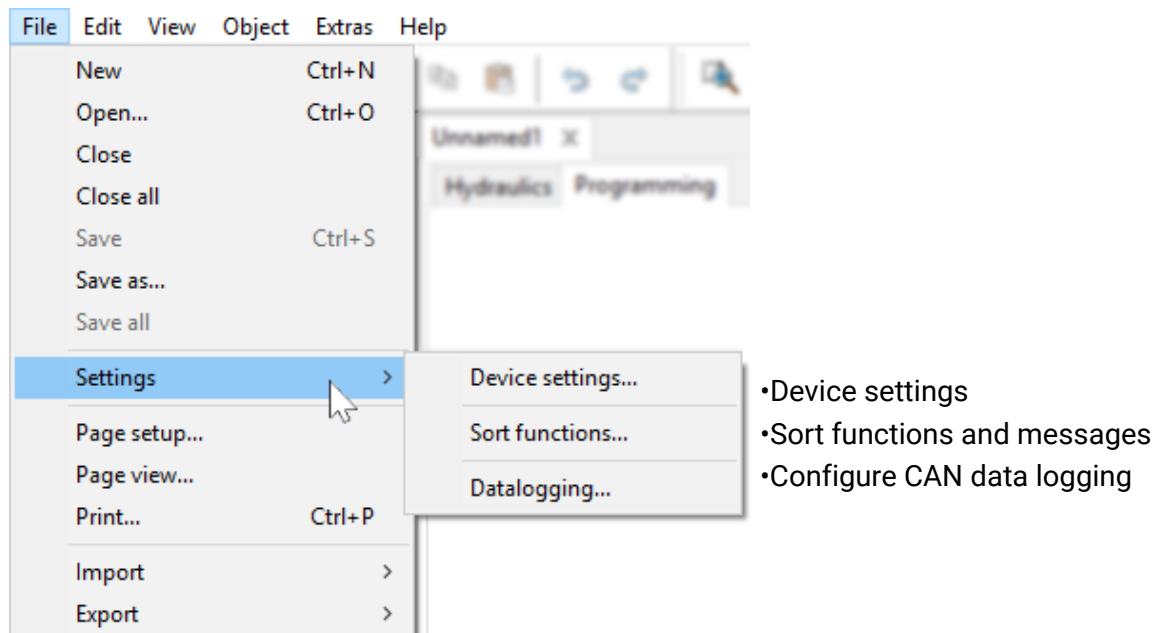 File Edit View Object Extras Help
New Ctrl+N
Open... Ctrl+O
Close
Unnamed1
Close all
Hydraulics Programming
Save Ctrl+S
Save as...
Save all
Settings
Device settings...
•Device settings
Sort functions...
•Sort functions and messages
Datalogging...
•Configure CAN data logging
Page setup...
Page view...
Print... Ctrl+P
Import
Export